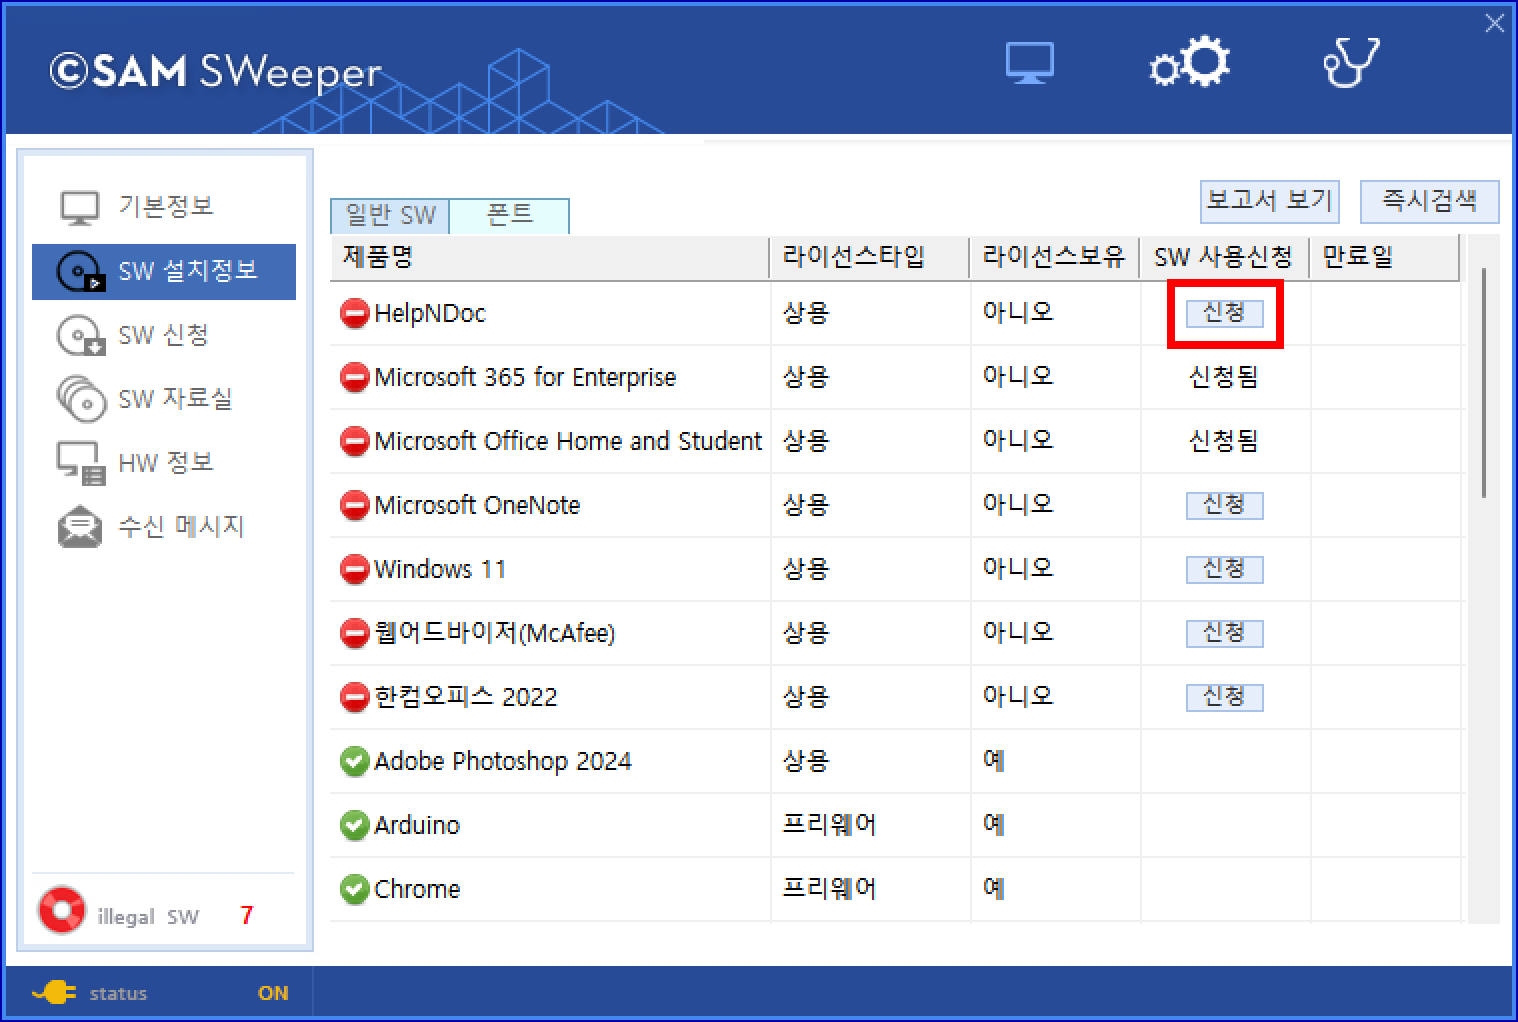 ©SAM SWeeper
기본정보
SW 설치정보
SW 신청
SW 자료실
HW 정보
수신 메시지
illegal SW 7
보고서 보기 즉시검색
일반 SW 폰트
제품명 라이선스타입 라이선스보유 SW 사용신청 만료일
HelpNDoc 상용 아니오 신청
Microsoft 365 for Enterprise 상용 아니오 신청됨
Microsoft Office Home and Student 상용 아니오 신청됨
Microsoft OneNote 상용 아니오 신청
Windows 11 상용 아니오 신청
웹어드바이저(McAfee) 상용 아니오 신청
한컴오피스 2022 상용 아니오 신청
Adobe Photoshop 2024 상용 예
Arduino 프리웨어 예
Chrome 프리웨어 예
status ON